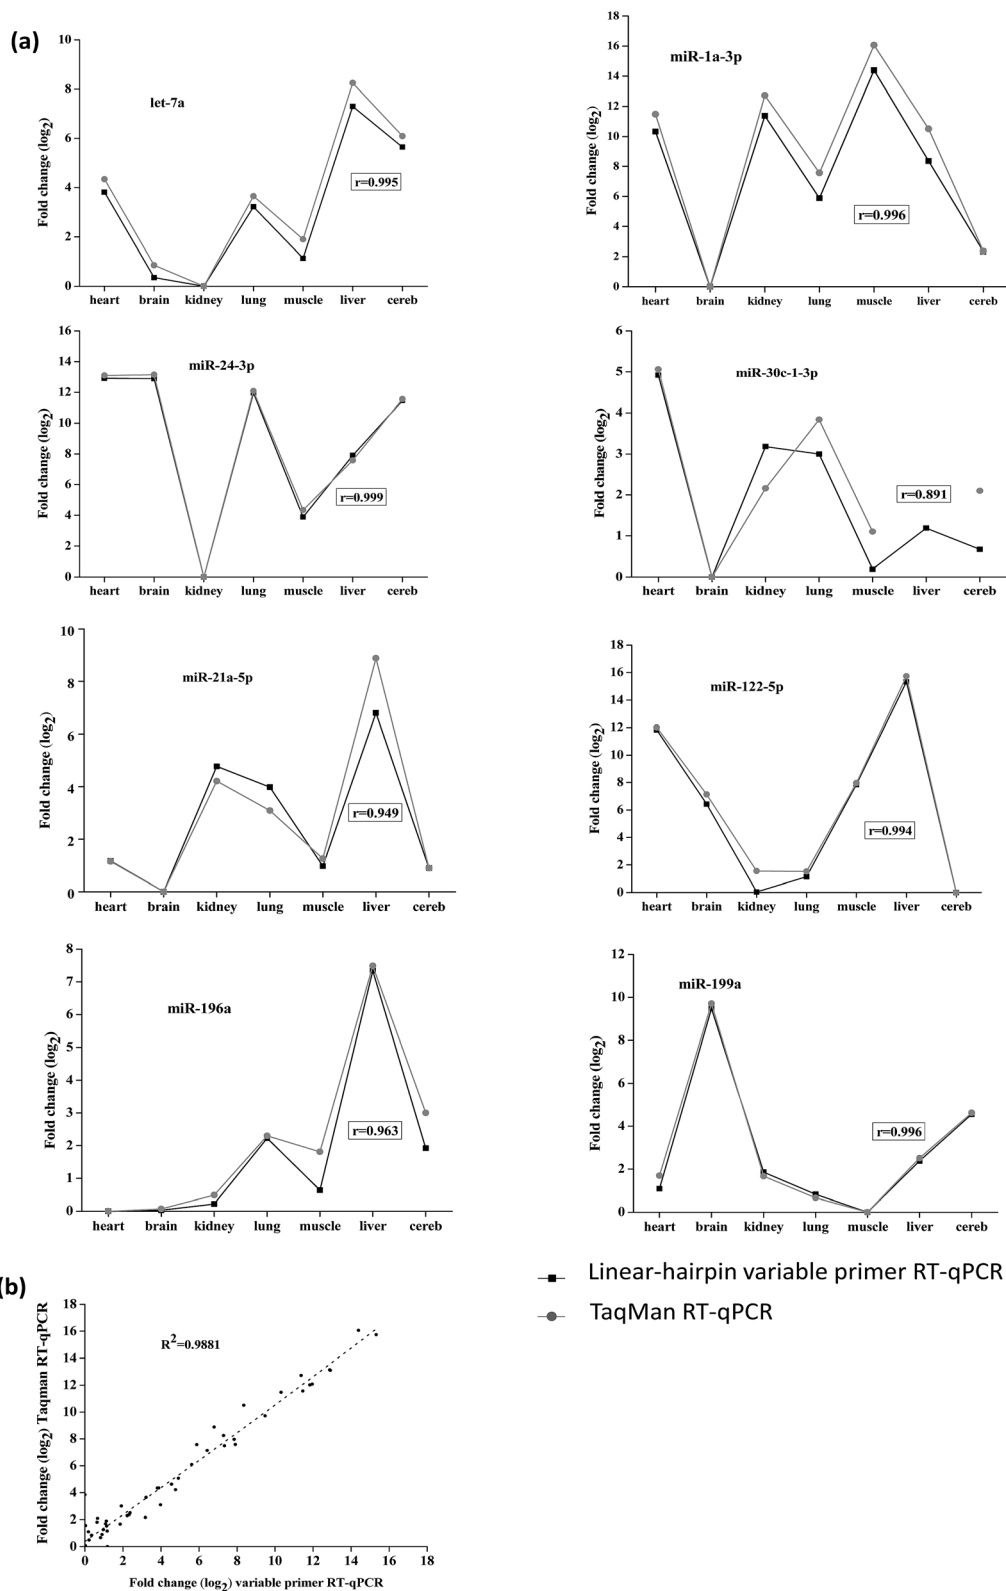 (a)
let-7a
Fold change (log2)
10
8
6
4
2
0
r=0.995
heart brain kidney lung muscle liver cereb
miR-1a-3p
Fold change (log2)
18
16
14
12
10
8
6
4
2
0
r=0.996
heart brain kidney lung muscle liver cereb
miR-24-3p
Fold change (log2)
16
14
12
10
8
6
4
2
0
r=0.999
heart brain kidney lung muscle liver cereb
miR-30c-1-3p
Fold change (log2)
6
5
4
3
2
1
0
r=0.891
heart brain kidney lung muscle liver cereb
miR-21a-5p
Fold change (log2)
10
8
6
4
2
0
r=0.949
heart brain kidney lung muscle liver cereb
miR-122-5p
Fold change (log2)
18
16
14
12
10
8
6
4
2
0
r=0.994
heart brain kidney lung muscle liver cereb
miR-196a
Fold change (log2)
8
7
6
5
4
3
2
1
0
r=0.963
heart brain kidney lung muscle liver cereb
miR-199a
Fold change (log2)
12
10
8
6
4
2
0
r=0.996
heart brain kidney lung muscle liver cereb
Linear-hairpin variable primer RT-qPCR
TaqMan RT-qPCR
(b)
Fold change (log2) Taqman RT-qPCR
18
16
14
12
10
8
6
4
2
0
R2=0.9881
0 2 4 6 8 10 12 14 16 18
Fold change (log2) variable primer RT-qPCR